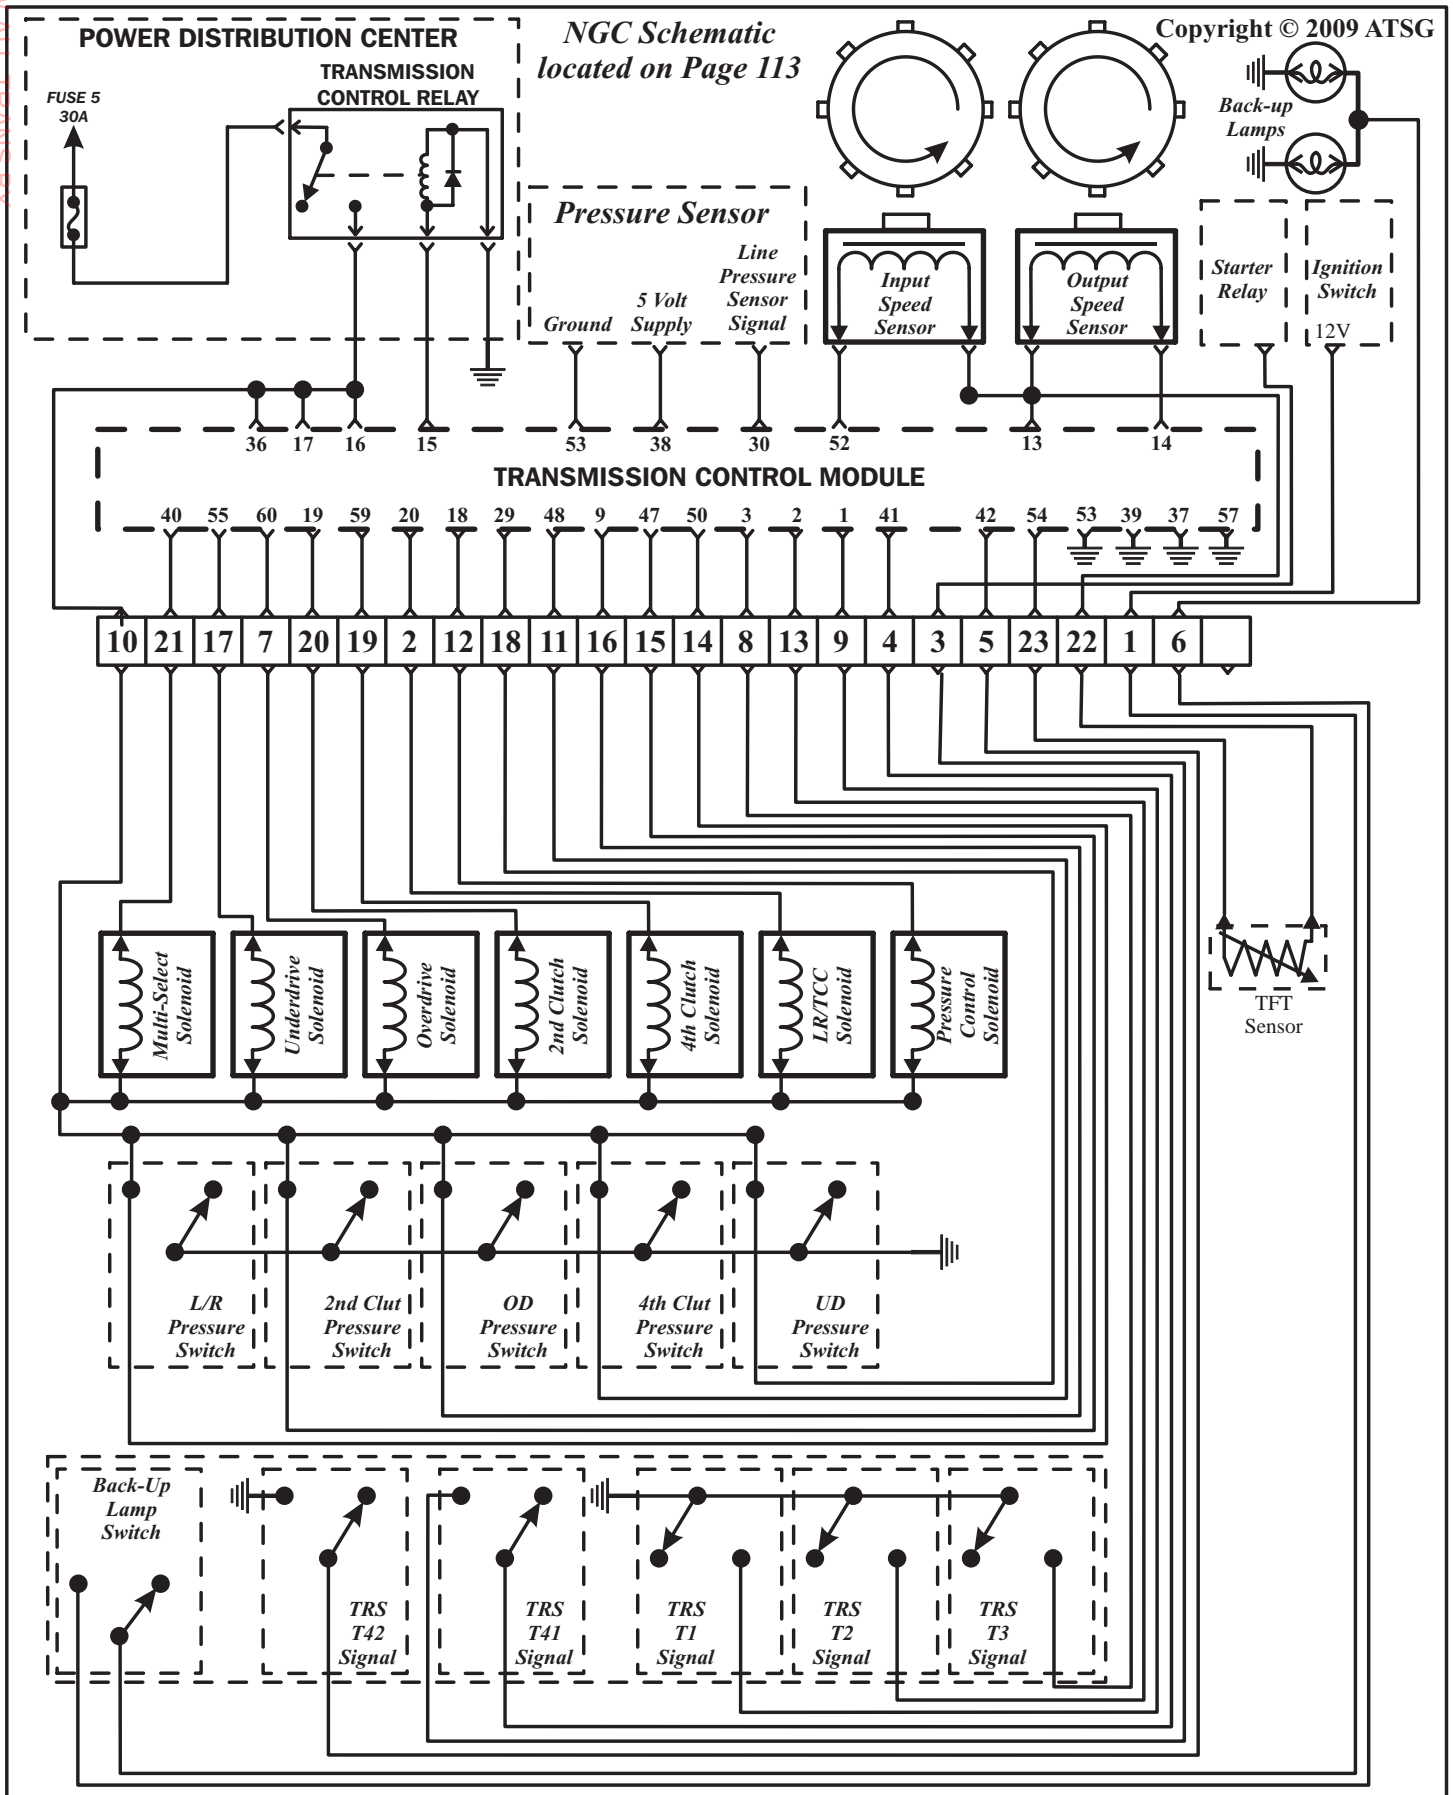 POWER DISTRIBUTION CENTER
TRANSMISSION
CONTROL RELAY
FUSE 5
30A
NGC Schematic
located on Page 113
Copyright © 2009 ATSG
Back-up
Lamps
Pressure Sensor
Ground
5 Volt
Supply
Line
Pressure
Sensor
Signal
Input
Speed
Sensor
Output
Speed
Sensor
Starter
Relay
Ignition
Switch
12V
36 17 16 15 53 38 30 52 13 14
TRANSMISSION CONTROL MODULE
40 55 60 19 59 20 18 29 48 9 47 50 3 2 1 41 42 54 53 39 37 57
10 21 17 7 20 19 2 12 18 11 16 15 14 8 13 9 4 3 5 23 22 1 6
Multi-Select
Solenoid
Underdrive
Solenoid
Overdrive
Solenoid
2nd Clutch
Solenoid
4th Clutch
Solenoid
LR/TCC
Solenoid
Pressure
Control
Solenoid
TFT
Sensor
L/R
Pressure
Switch
2nd Clut
Pressure
Switch
OD
Pressure
Switch
4th Clut
Pressure
Switch
UD
Pressure
Switch
Back-Up
Lamp
Switch
TRS
T42
Signal
TRS
T41
Signal
TRS
T1
Signal
TRS
T2
Signal
TRS
T3
Signal